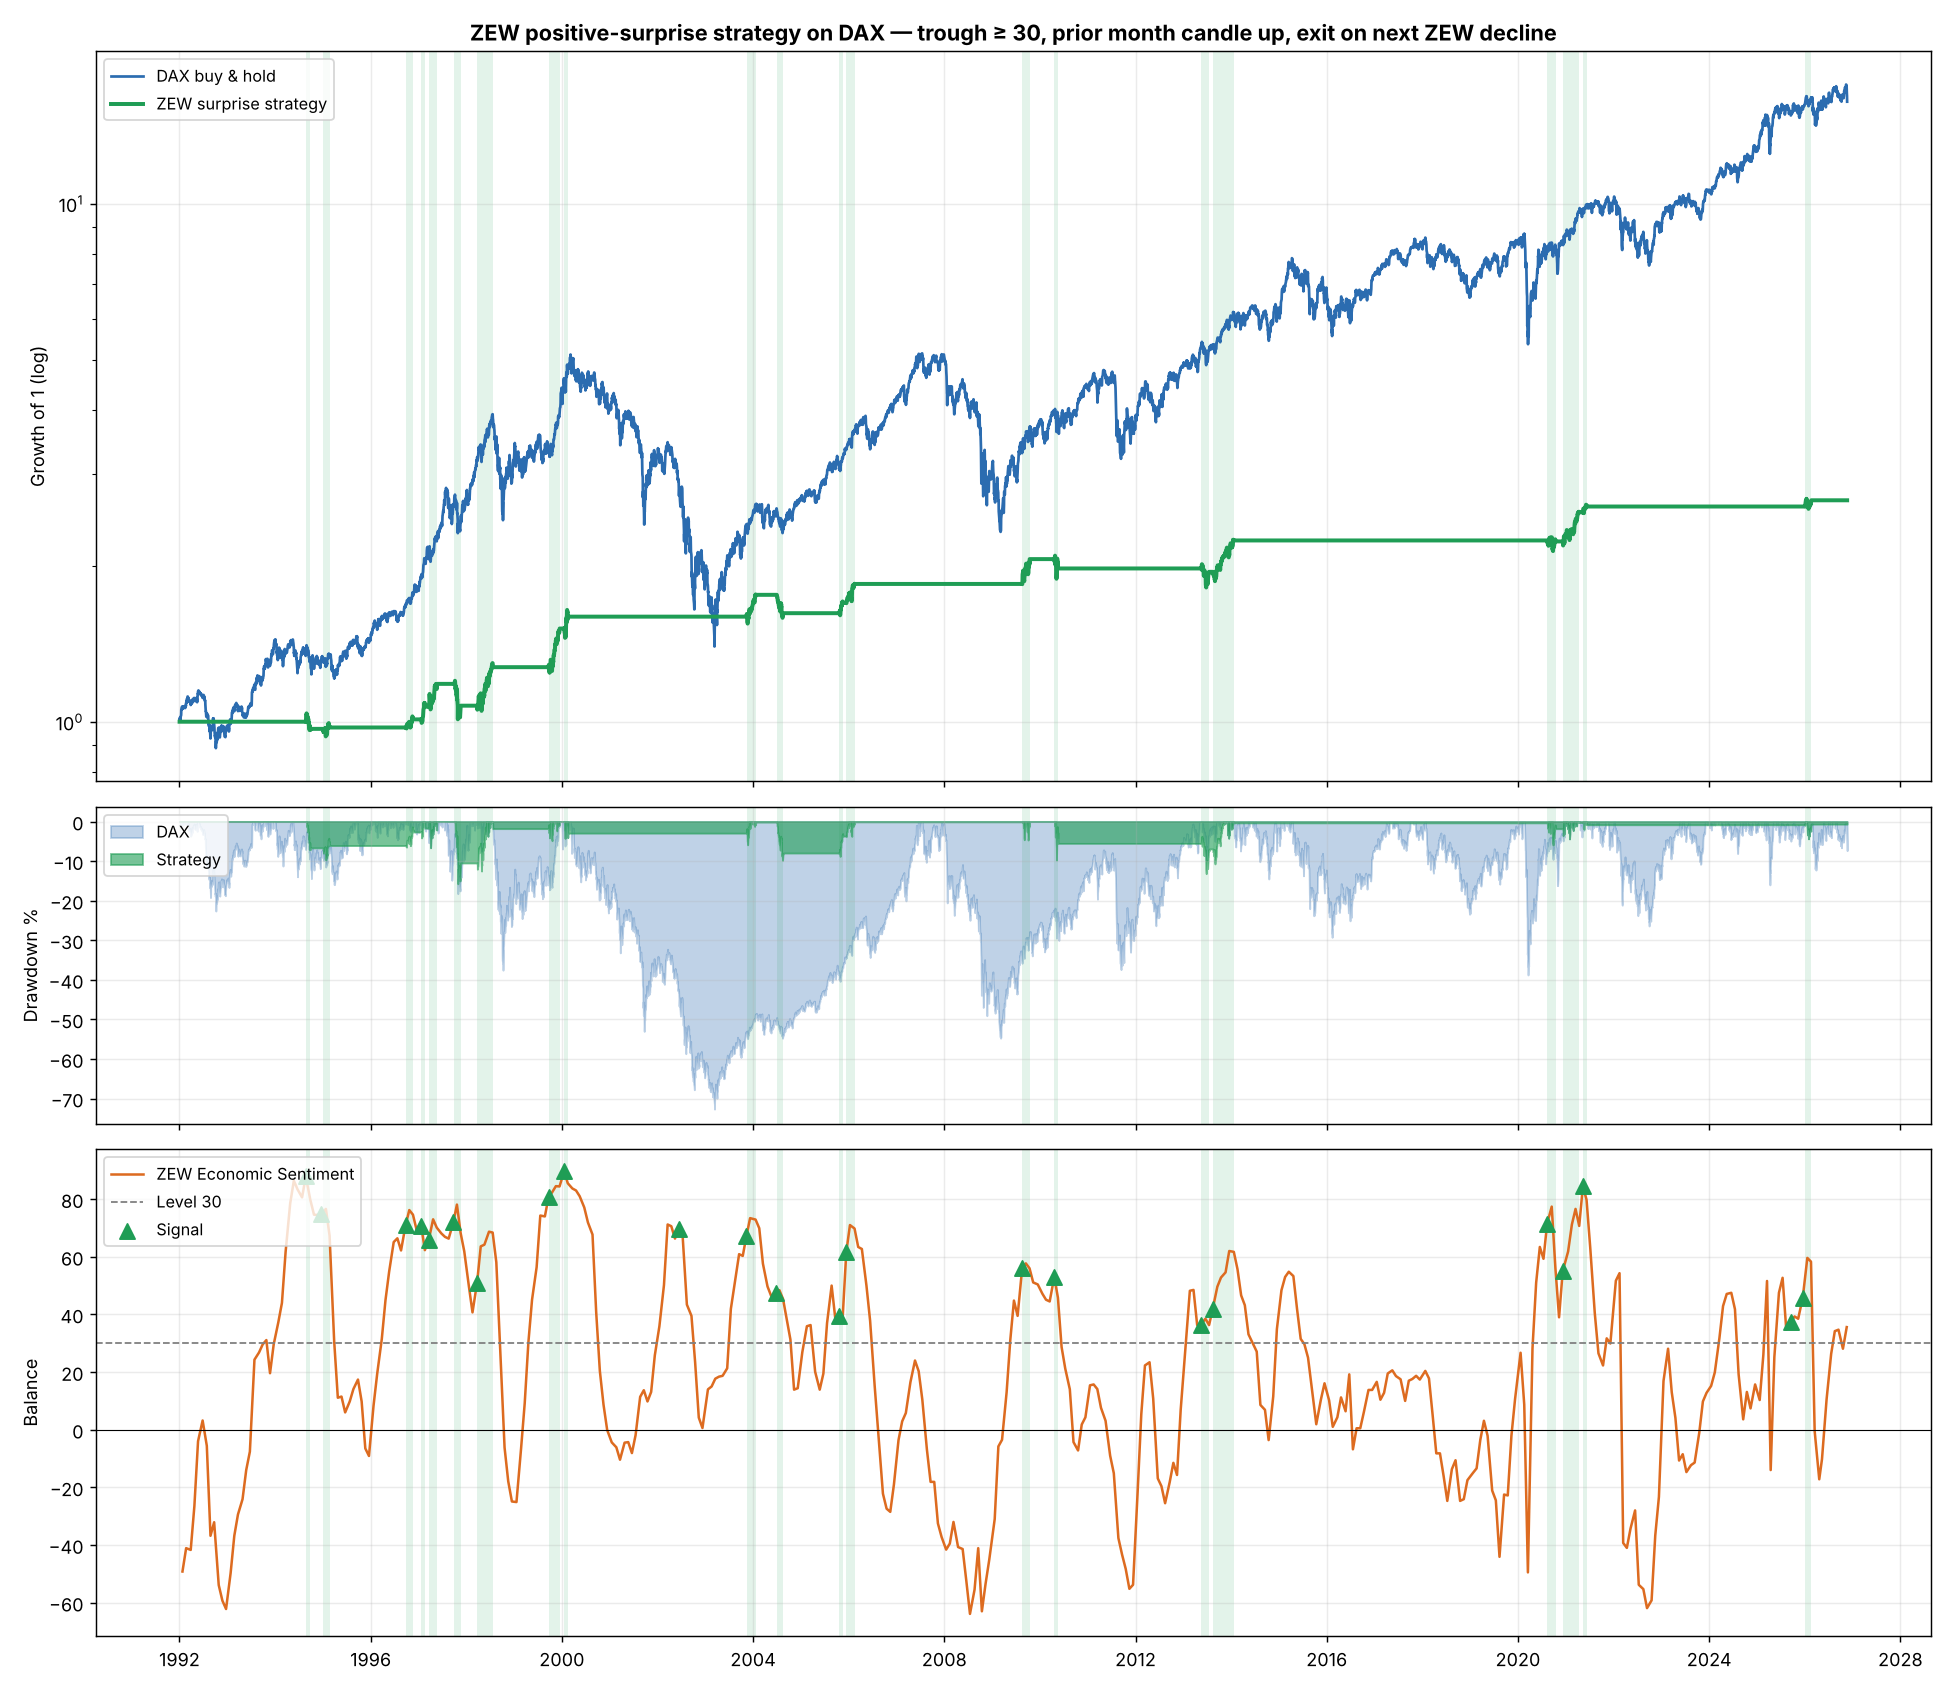 ZEW positive-surprise strategy on DAX — trough ≥ 30, prior month candle up, exit on next ZEW decline
DAX buy & hold
ZEW surprise strategy
Growth of 1 (log)
10¹
10⁰
DAX
Strategy
Drawdown %
0
−10
−20
−30
−40
−50
−60
−70
ZEW Economic Sentiment
Level 30
Signal
Balance
80
60
40
20
0
−20
−40
−60
1992 1996 2000 2004 2008 2012 2016 2020 2024 2028